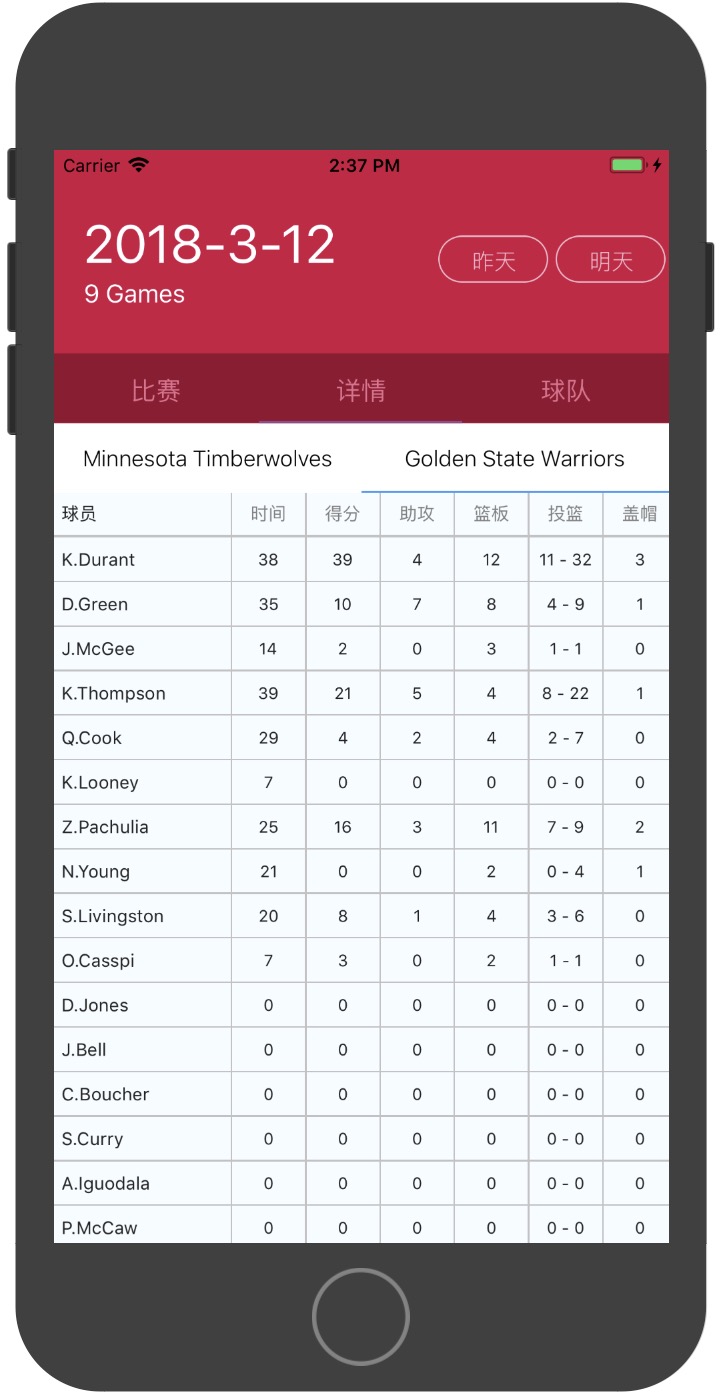 Carrier 2:37 PM
2018-3-12
9 Games
昨天 明天
比赛 详情 球队
Minnesota Timberwolves Golden State Warriors
球员 时间 得分 助攻 篮板 投篮 盖帽
K.Durant 38 39 4 12 11 - 32 3
D.Green 35 10 7 8 4 - 9 1
J.McGee 14 2 0 3 1 - 1 0
K.Thompson 39 21 5 4 8 - 22 1
Q.Cook 29 4 2 4 2 - 7 0
K.Looney 7 0 0 0 0 - 0 0
Z.Pachulia 25 16 3 11 7 - 9 2
N.Young 21 0 0 2 0 - 4 1
S.Livingston 20 8 1 4 3 - 6 0
O.Casspi 7 3 0 2 1 - 1 0
D.Jones 0 0 0 0 0 - 0 0
J.Bell 0 0 0 0 0 - 0 0
C.Boucher 0 0 0 0 0 - 0 0
S.Curry 0 0 0 0 0 - 0 0
A.Iguodala 0 0 0 0 0 - 0 0
P.McCaw 0 0 0 0 0 - 0 0